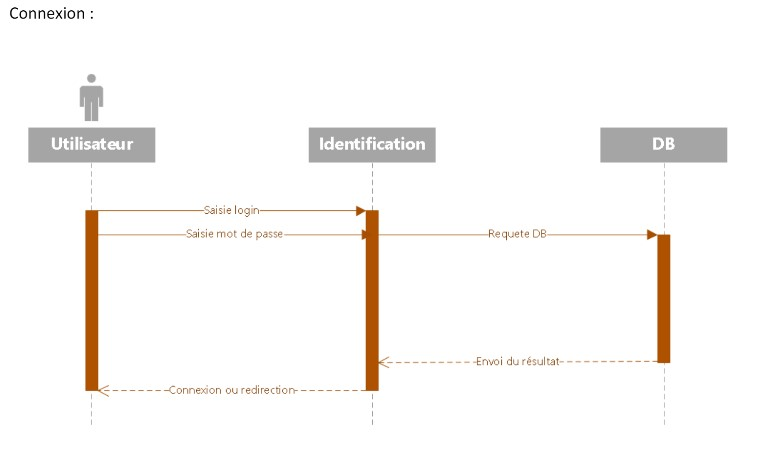 Connexion :
Utilisateur
Identification
DB
Saisie login
Saisie mot de passe
Requete DB
Envoi du résultat
Connexion ou redirection